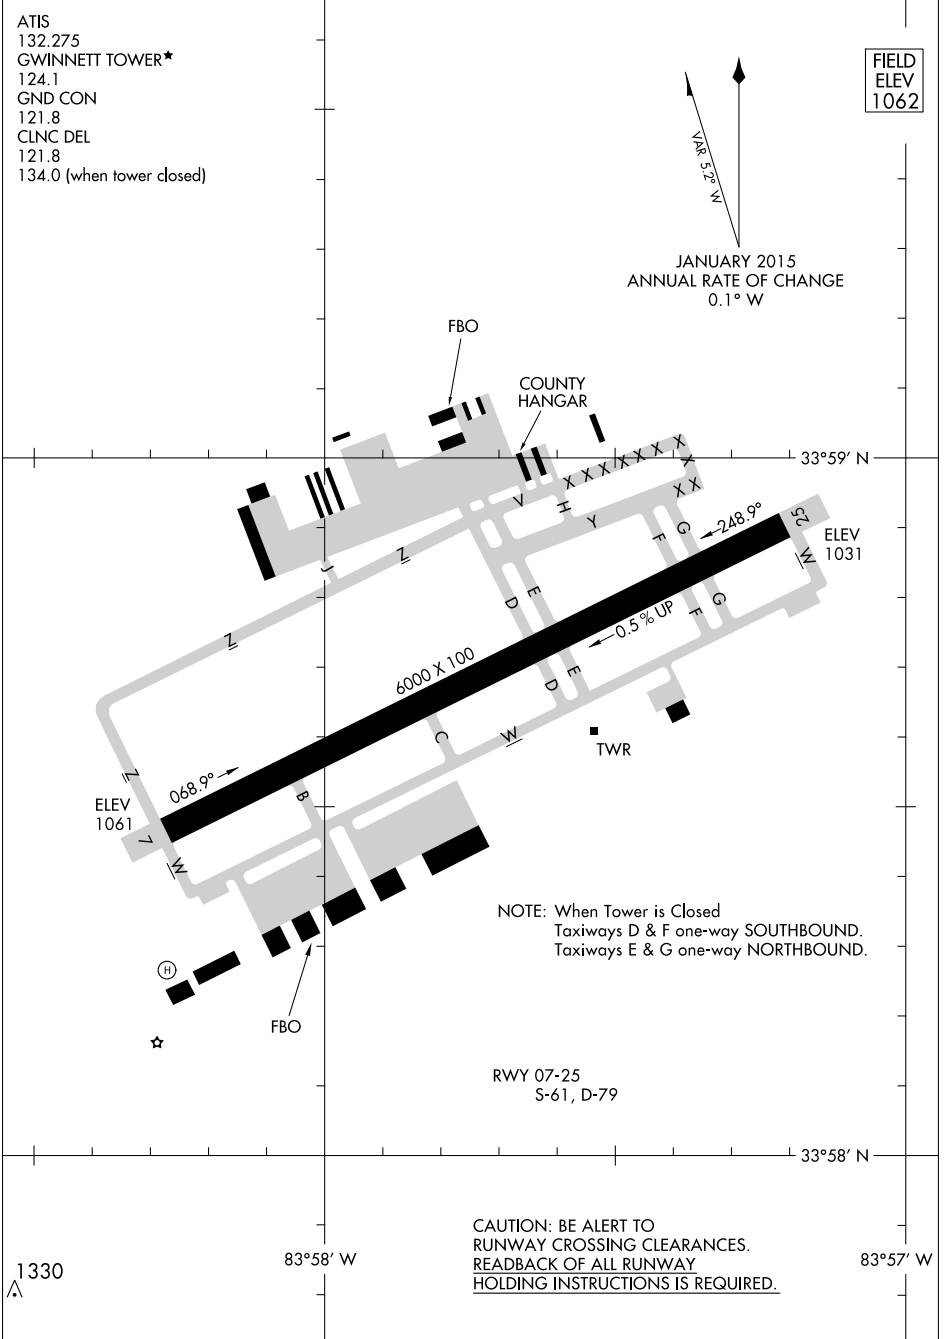 ATIS
132.275
GWINNETT TOWER★
124.1
GND CON
121.8
CLNC DEL
121.8
134.0 (when tower closed)
FIELD
ELEV
1062
VAR 5.2° W
JANUARY 2015
ANNUAL RATE OF CHANGE
0.1° W
FBO
COUNTY
HANGAR
33°59' N
X X X X X X X
X
X X
V
H
Y
F
G
248.9°
25
ELEV
1031
W
J
Z
Z
D
E
0.5% UP
F
G
6000 X 100
D
E
C
W
TWR
Z
068.9°
B
ELEV
1061
7
W
NOTE: When Tower is Closed
Taxiways D & F one-way SOUTHBOUND.
Taxiways E & G one-way NORTHBOUND.
H
FBO
RWY 07-25
S-61, D-79
33°58' N
CAUTION: BE ALERT TO
RUNWAY CROSSING CLEARANCES.
READBACK OF ALL RUNWAY
HOLDING INSTRUCTIONS IS REQUIRED.
83°58' W
83°57' W
1330